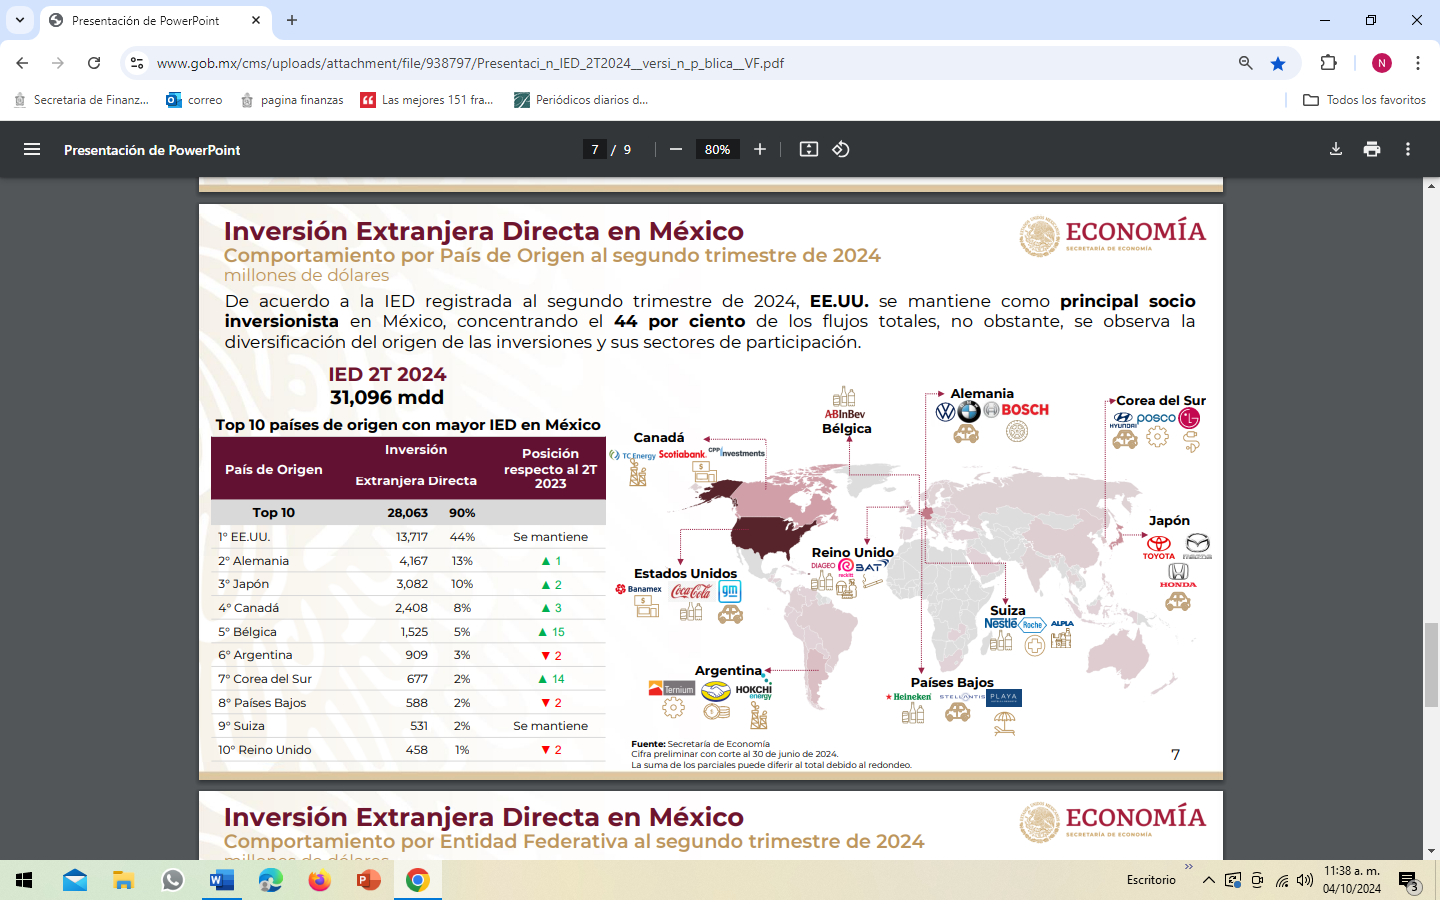 Presentación de PowerPoint
www.gob.mx/cms/uploads/attachment/file/938797/Presentaci_n_IED_2T2024__versi_n_p_blica__VF.pdf
N
Secretaria de Finanz...
correo
pagina finanzas
Las mejores 151 fra...
Periódicos diarios d...
Todos los favoritos
Presentación de PowerPoint
7 / 9
80%
Inversión Extranjera Directa en México
Comportamiento por País de Origen al segundo trimestre de 2024
millones de dólares
ECONOMÍA
SECRETARÍA DE ECONOMÍA
De acuerdo a la IED registrada al segundo trimestre de 2024, EE.UU. se mantiene como principal socio
inversionista en México, concentrando el 44 por ciento de los flujos totales, no obstante, se observa la
diversificación del origen de las inversiones y sus sectores de participación.
IED 2T 2024
31,096 mdd
Top 10 países de origen con mayor IED en México
País de Origen
Inversión
Extranjera Directa
Posición
respecto al 2T
2023
Top 10 28,063 90%
1° EE.UU. 13,717 44% Se mantiene
2° Alemania 4,167 13% ▲ 1
3° Japón 3,082 10% ▲ 2
4° Canadá 2,408 8% ▲ 3
5° Bélgica 1,525 5% ▲ 15
6° Argentina 909 3% ▼ 2
7° Corea del Sur 677 2% ▲ 14
8° Países Bajos 588 2% ▼ 2
9° Suiza 531 2% Se mantiene
10° Reino Unido 458 1% ▼ 2
Canadá
TC Energy Scotiabank CPP Investments
ABInBev
Bélgica
Alemania
BOSCH
Corea del Sur
HYUNDAI posco LG
Japón
TOYOTA mazda
HONDA
Reino Unido
DIAGEO reckitt BAT
Estados Unidos
Banamex Coca-Cola gm
Suiza
Nestlé Roche ALPLA
Argentina
Ternium HOKCHI
energy
Países Bajos
Heineken STELLANTIS PLAYA
Fuente: Secretaría de Economía
Cifra preliminar con corte al 30 de junio de 2024.
La suma de los parciales puede diferir al total debido al redondeo.
7
Inversión Extranjera Directa en México
Comportamiento por Entidad Federativa al segundo trimestre de 2024
millones de dólares
ECONOMÍA
SECRETARÍA DE ECONOMÍA
Escritorio
11:38 a. m.
04/10/2024
3